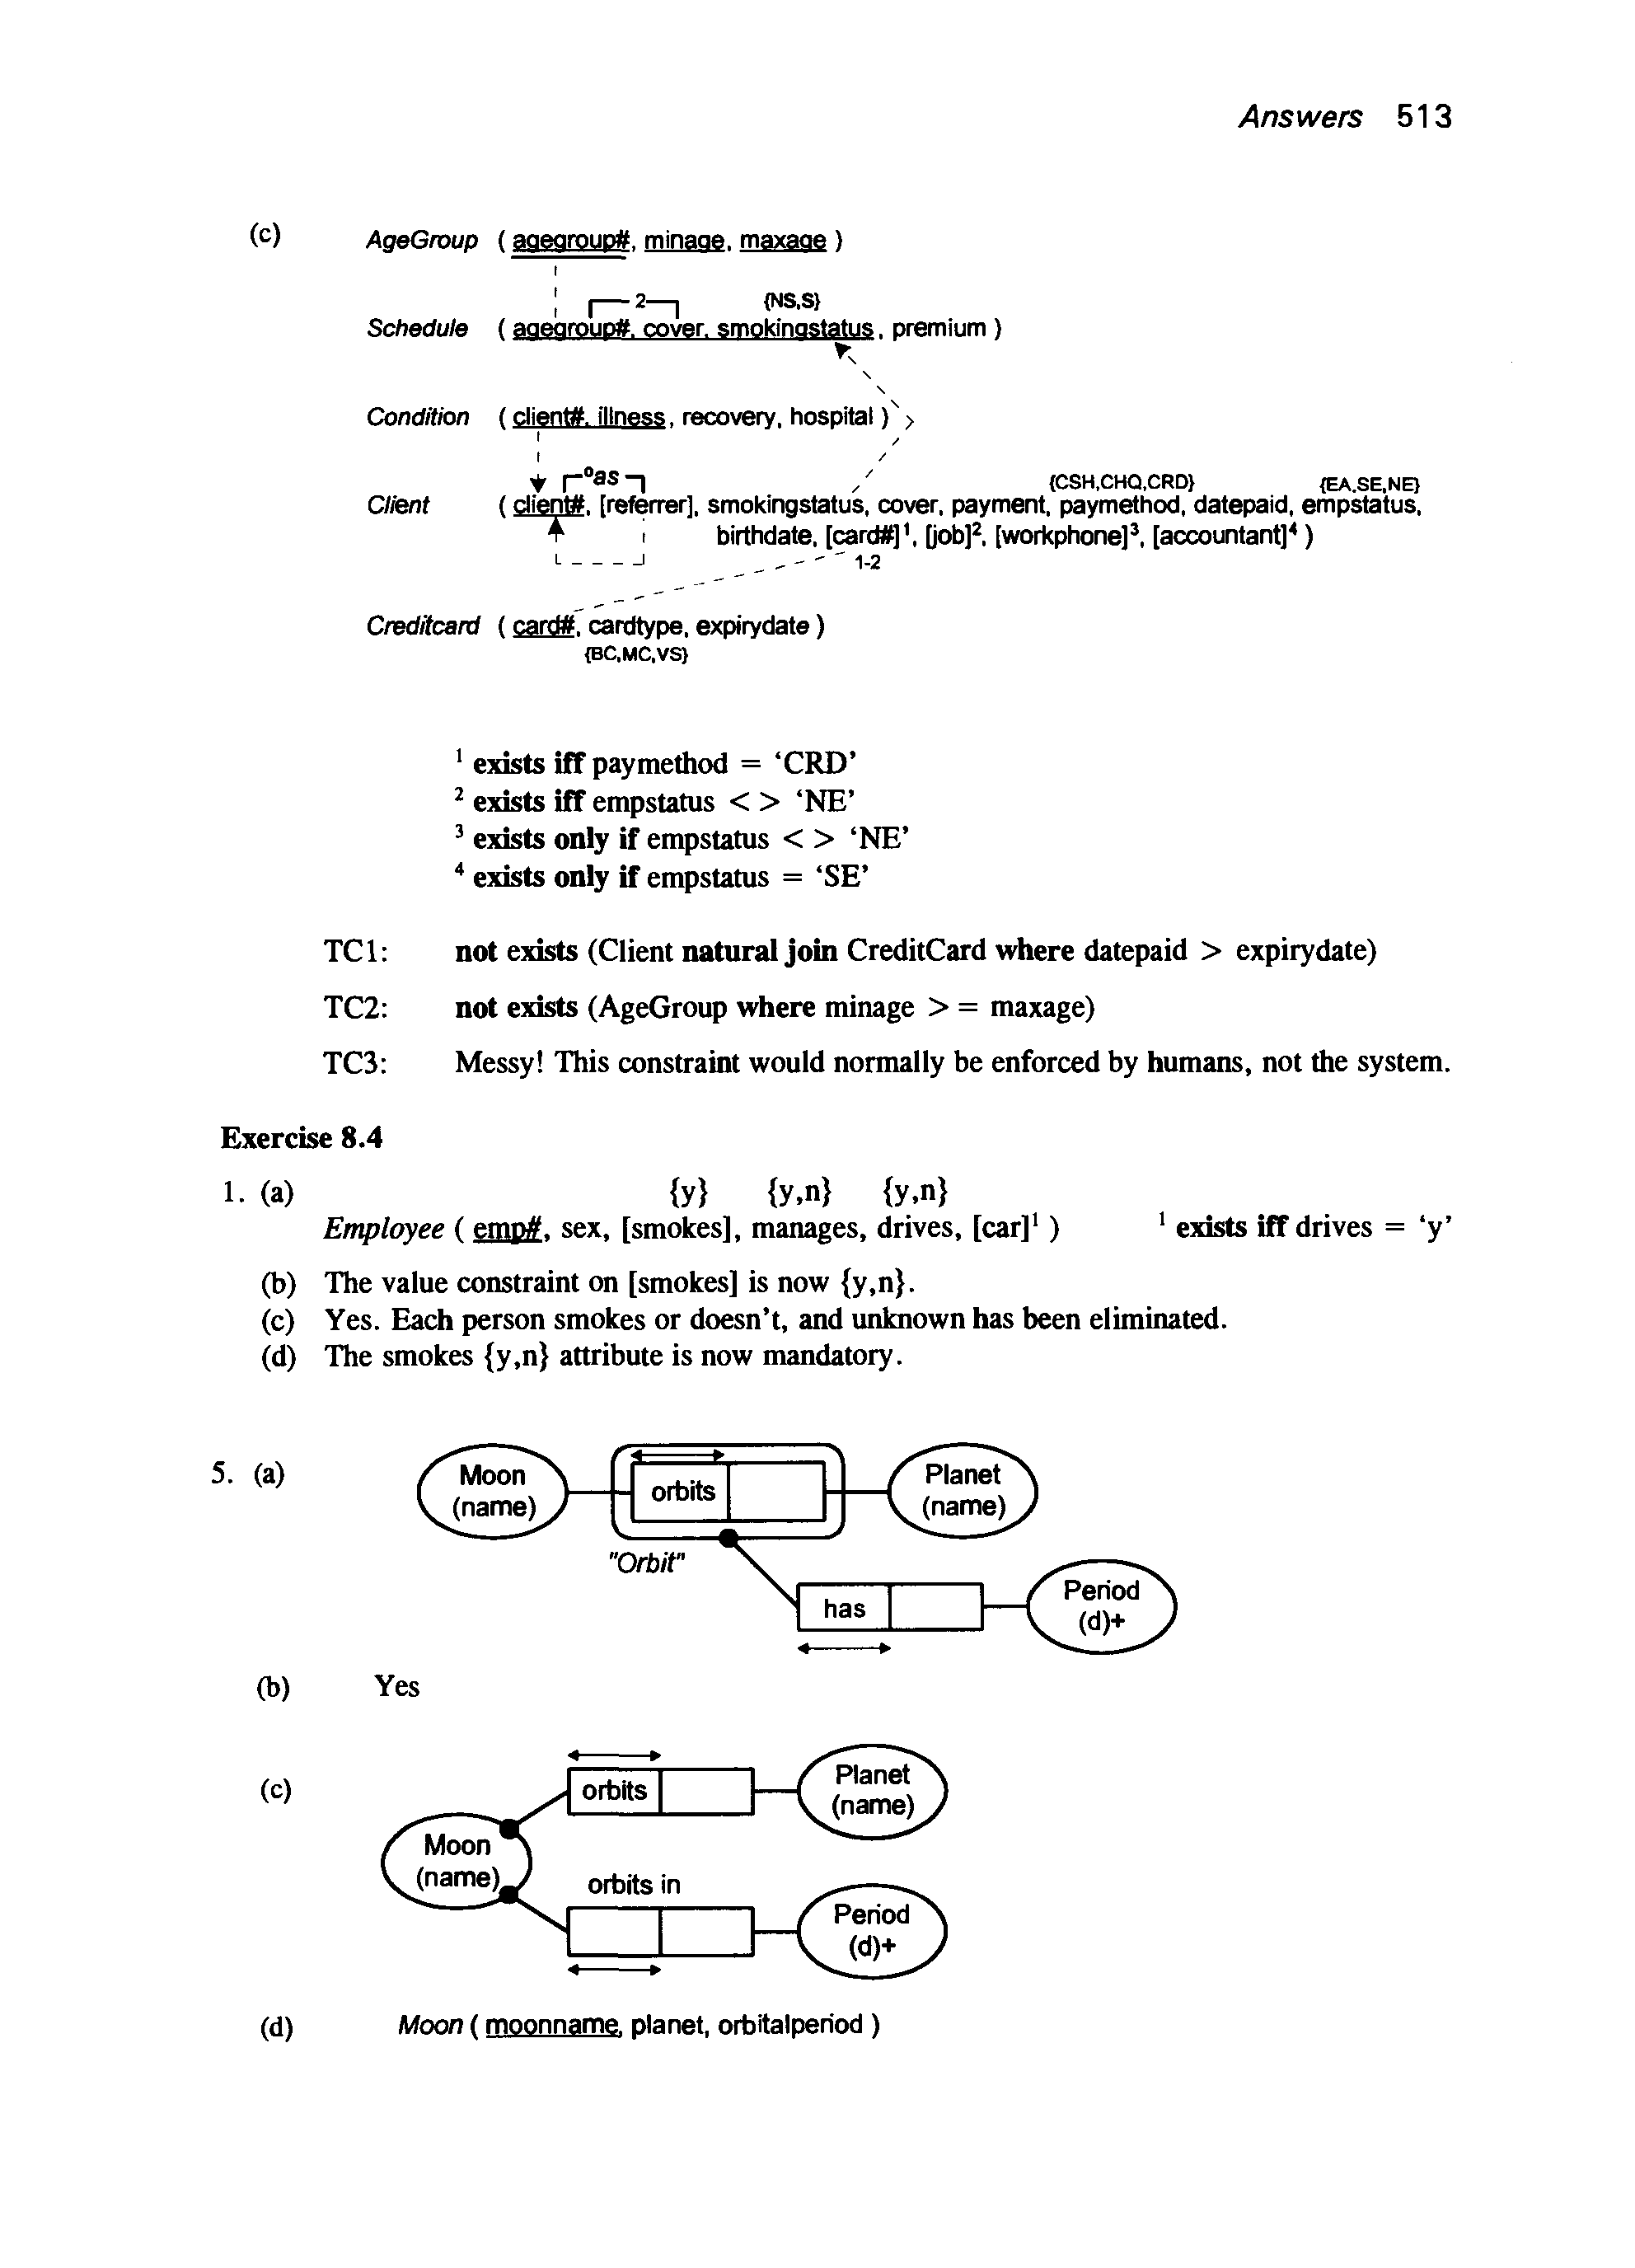 Answers 513
(c) AgeGroup ( agegroup#, minage, maxage )
2 {NS,S}
Schedule ( agegroup#, cover, smokingstatus, premium )
Condition ( client#, illness, recovery, hospital )
°as {CSH,CHQ,CRD} {EA,SE,NE}
Client ( client#, [referrer], smokingstatus, cover, payment, paymethod, datepaid, empstatus,
birthdate, [card#]¹, [job]², [workphone]³, [accountant]⁴ )
1-2
Creditcard ( card#, cardtype, expirydate )
{BC,MC,VS}
¹ exists iff paymethod = ‘CRD’
² exists iff empstatus < > ‘NE’
³ exists only if empstatus < > ‘NE’
⁴ exists only if empstatus = ‘SE’
TC1: not exists (Client natural join CreditCard where datepaid > expirydate)
TC2: not exists (AgeGroup where minage > = maxage)
TC3: Messy! This constraint would normally be enforced by humans, not the system.
Exercise 8.4
1. (a) {y} {y,n} {y,n}
Employee ( emp#, sex, [smokes], manages, drives, [car]¹ ) ¹ exists iff drives = ‘y’
(b) The value constraint on [smokes] is now {y,n}.
(c) Yes. Each person smokes or doesn’t, and unknown has been eliminated.
(d) The smokes {y,n} attribute is now mandatory.
5. (a) Moon orbits Planet
(name) (name)
"Orbit"
has Period
(d)+
(b) Yes
(c) orbits Planet
(name)
Moon
(name) orbits in
Period
(d)+
(d) Moon ( moonname, planet, orbitalperiod )